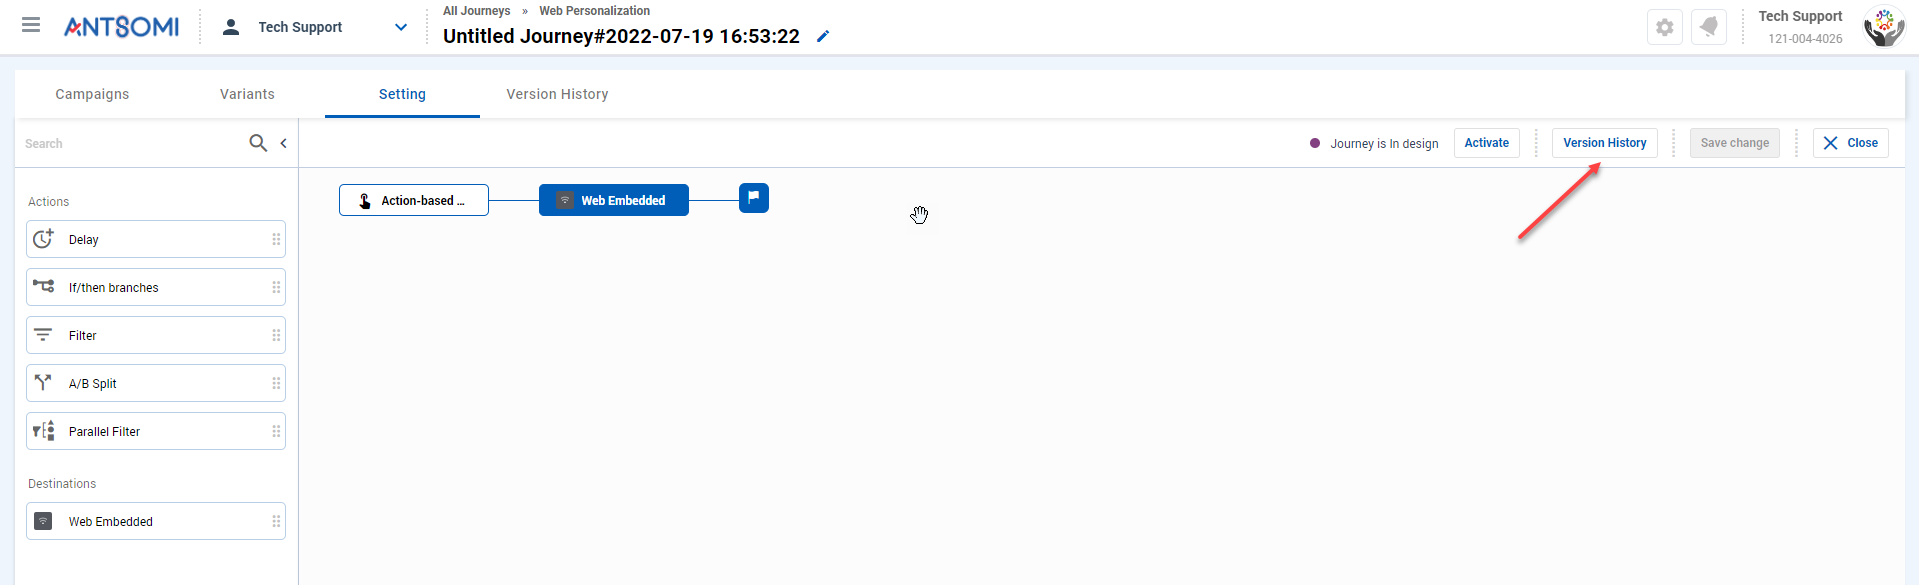 ANTSOMI
Tech Support
All Journeys » Web Personalization
Untitled Journey#2022-07-19 16:53:22
Tech Support
121-004-4026
Campaigns
Variants
Setting
Version History
Search
Journey is In design
Activate
Version History
Save change
Close
Action-based ...
Web Embedded
Actions
Delay
If/then branches
Filter
A/B Split
Parallel Filter
Destinations
Web Embedded